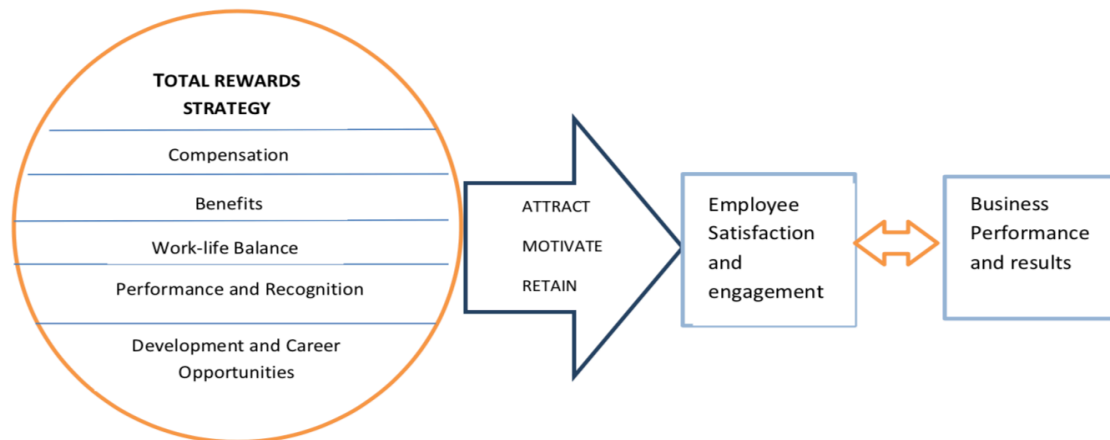 TOTAL REWARDS
STRATEGY
Compensation
Benefits
Work-life Balance
Performance and Recognition
Development and Career
Opportunities
ATTRACT
MOTIVATE
RETAIN
Employee
Satisfaction
and
engagement
Business
Performance
and results